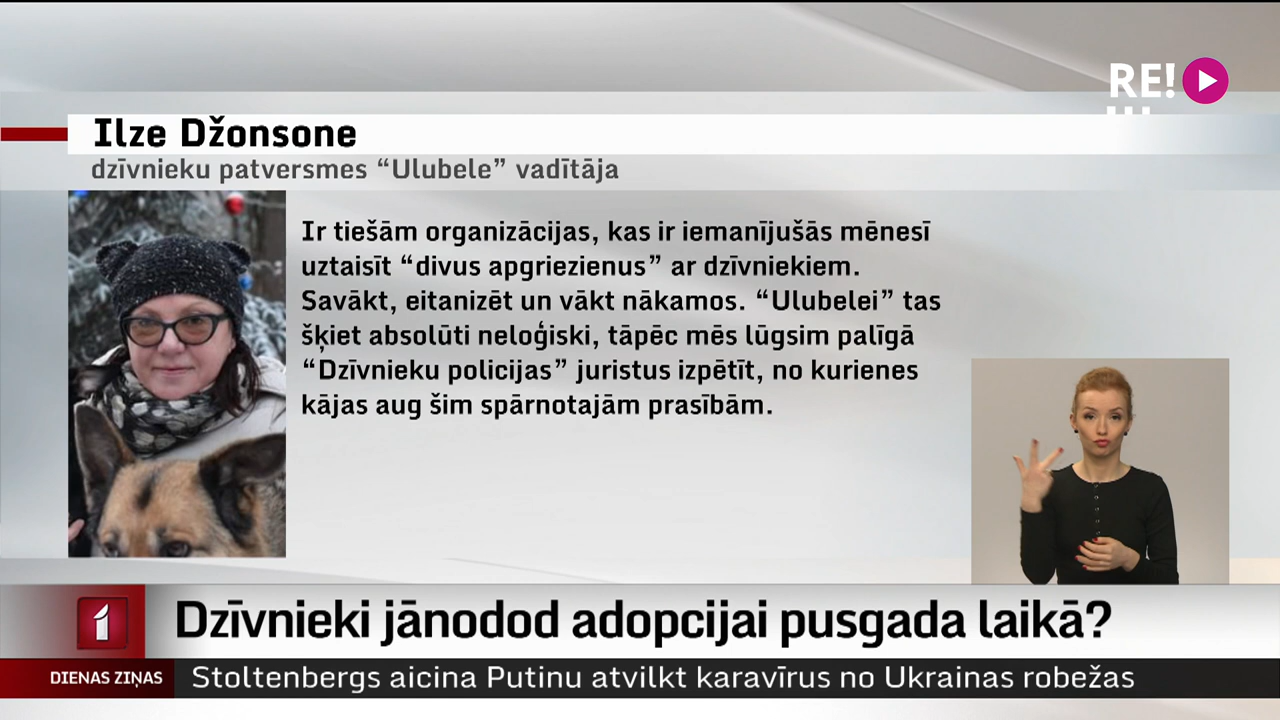 RE!
Ilze Džonsone
dzīvnieku patversmes “Ulubele” vadītāja
Ir tiešām organizācijas, kas ir iemanījušās mēnesī
uztaisīt “divus apgriezienus” ar dzīvniekiem.
Savākt, eitanizēt un vākt nākamos. “Ulubelei” tas
šķiet absolūti neloģiski, tāpēc mēs lūgsim palīgā
“Dzīvnieku policijas” juristus izpētīt, no kurienes
kājas aug šim spārnotajām prasībām.
1
Dzīvnieki jānodod adopcijai pusgada laikā?
DIENAS ZIŅAS
Stoltenbergs aicina Putinu atvilkt karavīrus no Ukrainas robežas